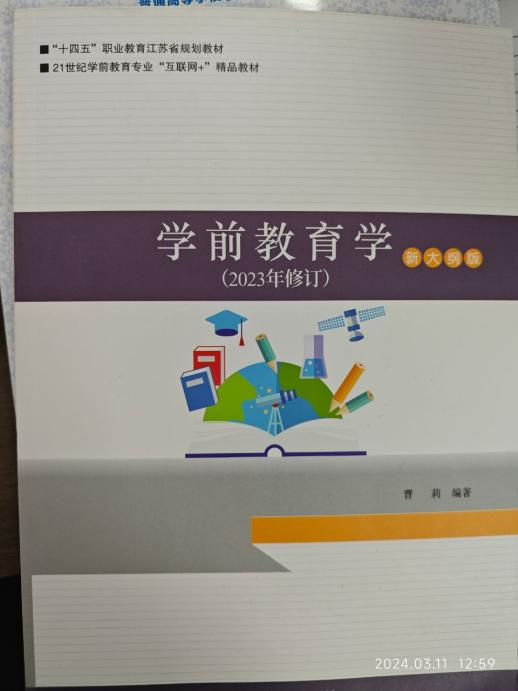 ■“十四五”职业教育江苏省规划教材
■21世纪学前教育专业“互联网+”精品教材
学前教育学 新大纲版
(2023年修订)
曹 莉 编著
2024.03.11 12:59